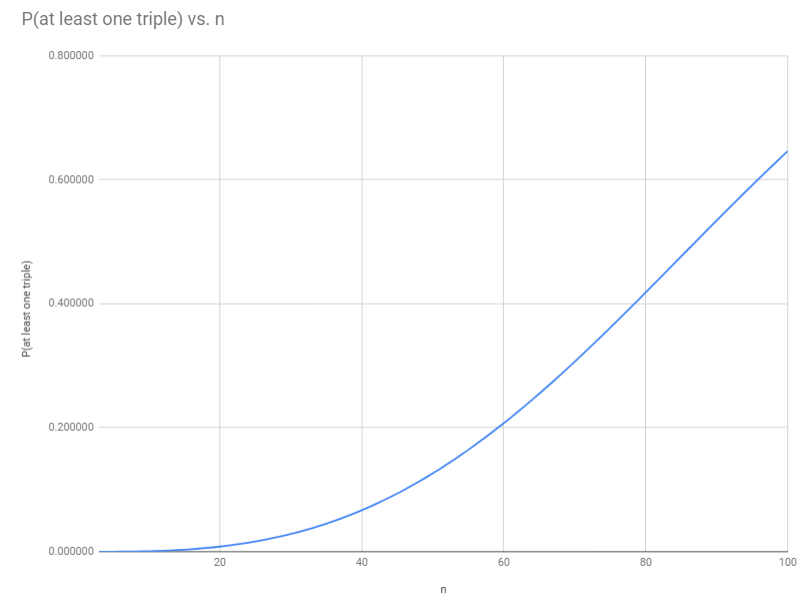 P(at least one triple) vs. n
0.800000
0.600000
0.400000
0.200000
0.000000
P(at least one triple)
20 40 60 80 100
n